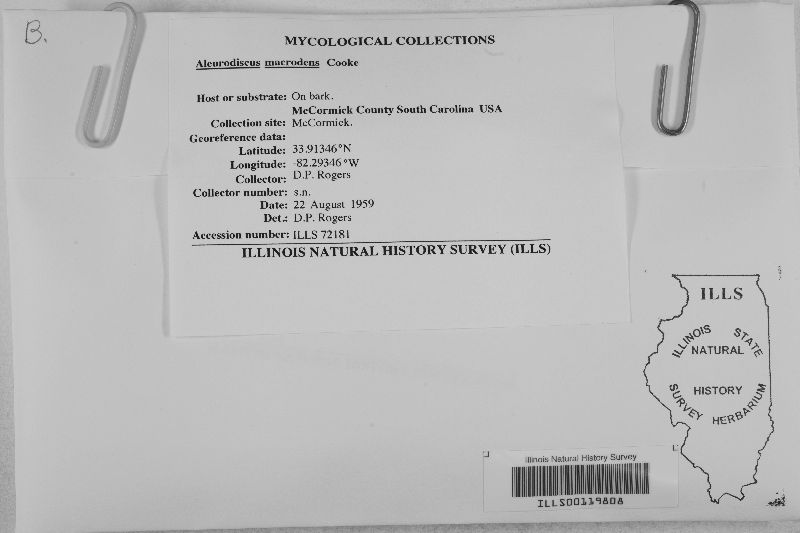 B.
MYCOLOGICAL COLLECTIONS
Aleurodiscus macrodens Cooke
Host or substrate: On bark.
McCormick County South Carolina USA
Collection site: McCormick.
Georeference data:
Latitude: 33.91346°N
Longitude: -82.29346°W
Collector: D.P. Rogers
Collector number: s.n.
Date: 22 August 1959
Det.: D.P. Rogers
Accession number: ILLS 72181
ILLINOIS NATURAL HISTORY SURVEY (ILLS)
ILLS
ILLINOIS STATE
NATURAL
HISTORY
SURVEY HERBARIUM
Illinois Natural History Survey
ILLS00119808